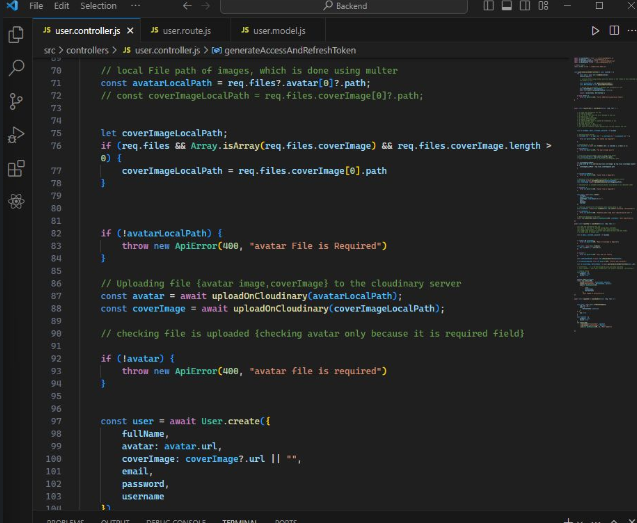 File Edit Selection ... Backend
user.controller.js JS user.route.js JS user.model.js
src > controllers > JS user.controller.js > generateAccessAndRefreshToken
69
70 // local File path of images, which is done using multer
71 const avatarLocalPath = req.files?.avatar[0]?.path;
72 // const coverImageLocalPath = req.files.coverImage[0]?.path;
73
74
75 let coverImageLocalPath;
76 if (req.files && Array.isArray(req.files.coverImage) && req.files.coverImage.length >
0) {
77 coverImageLocalPath = req.files.coverImage[0].path
78 }
79
80
81
82 if (!avatarLocalPath) {
83 throw new ApiError(400, "avatar File is Required")
84 }
85
86 // Uploading file {avatar image,coverImage} to the cloudinary server
87 const avatar = await uploadOnCloudinary(avatarLocalPath);
88 const coverImage = await uploadOnCloudinary(coverImageLocalPath);
89
90 // checking file is uploaded {checking avatar only because it is required field}
91
92 if (!avatar) {
93 throw new ApiError(400, "avatar file is required")
94 }
95
96
97 const user = await User.create({
98 fullName,
99 avatar: avatar.url,
100 coverImage: coverImage?.url || "",
101 email,
102 password,
103 username
104 })
PROBLEMS OUTPUT DEBUG CONSOLE TERMINAL PORTS